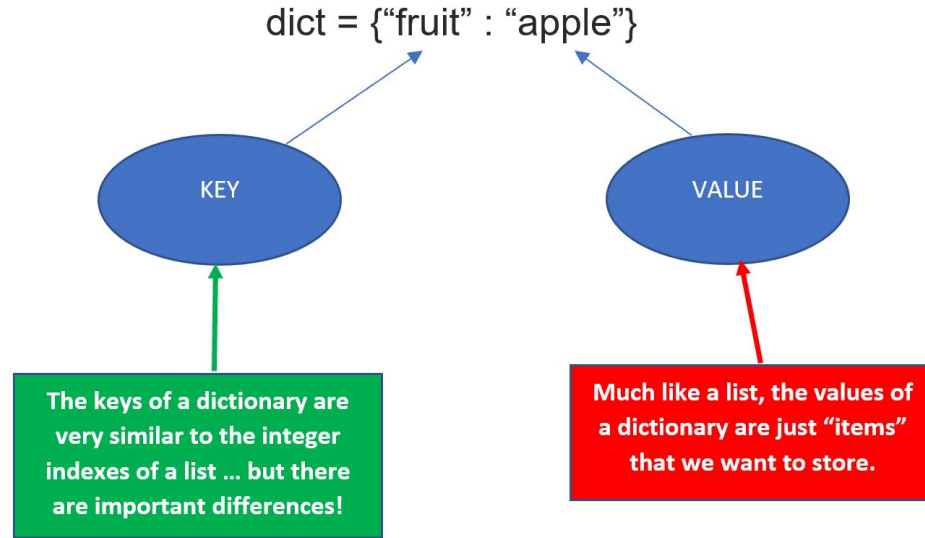 dict = {“fruit” : “apple”}
KEY
VALUE
The keys of a dictionary are
very similar to the integer
indexes of a list ... but there
are important differences!
Much like a list, the values of
a dictionary are just “items”
that we want to store.